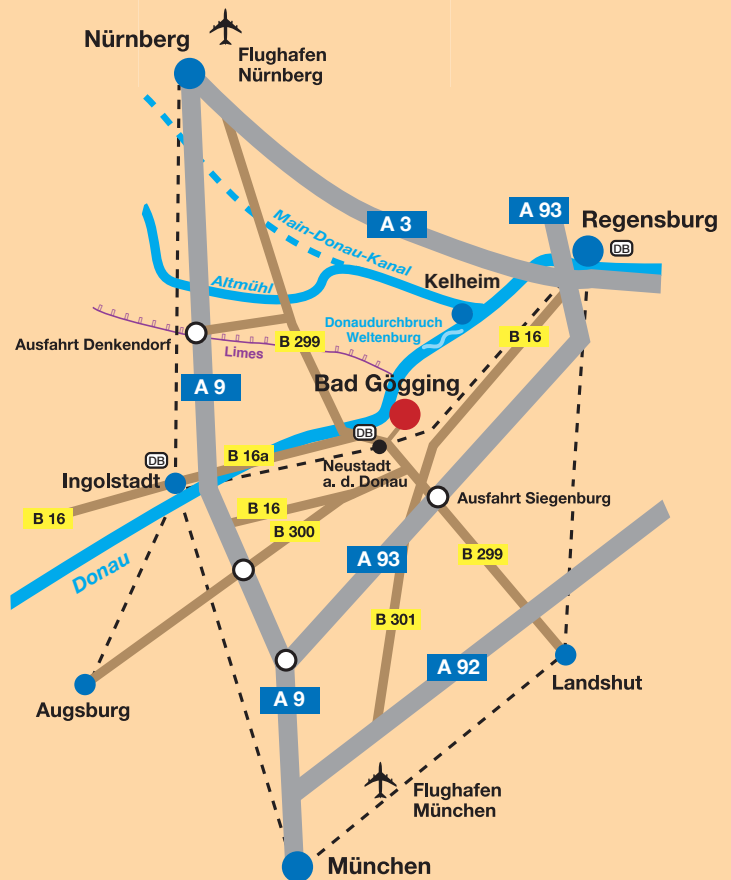 Nürnberg
Flughafen
Nürnberg
A 3
A 93
Regensburg
DB
Main-Donau-Kanal
Kelheim
Altmühl
Donaudurchbruch
Weltenburg
Ausfahrt Denkendorf
Limes
B 299
B 16
A 9
Bad Gögging
DB
B 16a
DB
Neustadt
a. d. Donau
Ingolstadt
Ausfahrt Siegenburg
B 16
B 16
B 300
Donau
A 93
B 299
B 301
A 92
Landshut
A 9
Augsburg
Flughafen
München
München